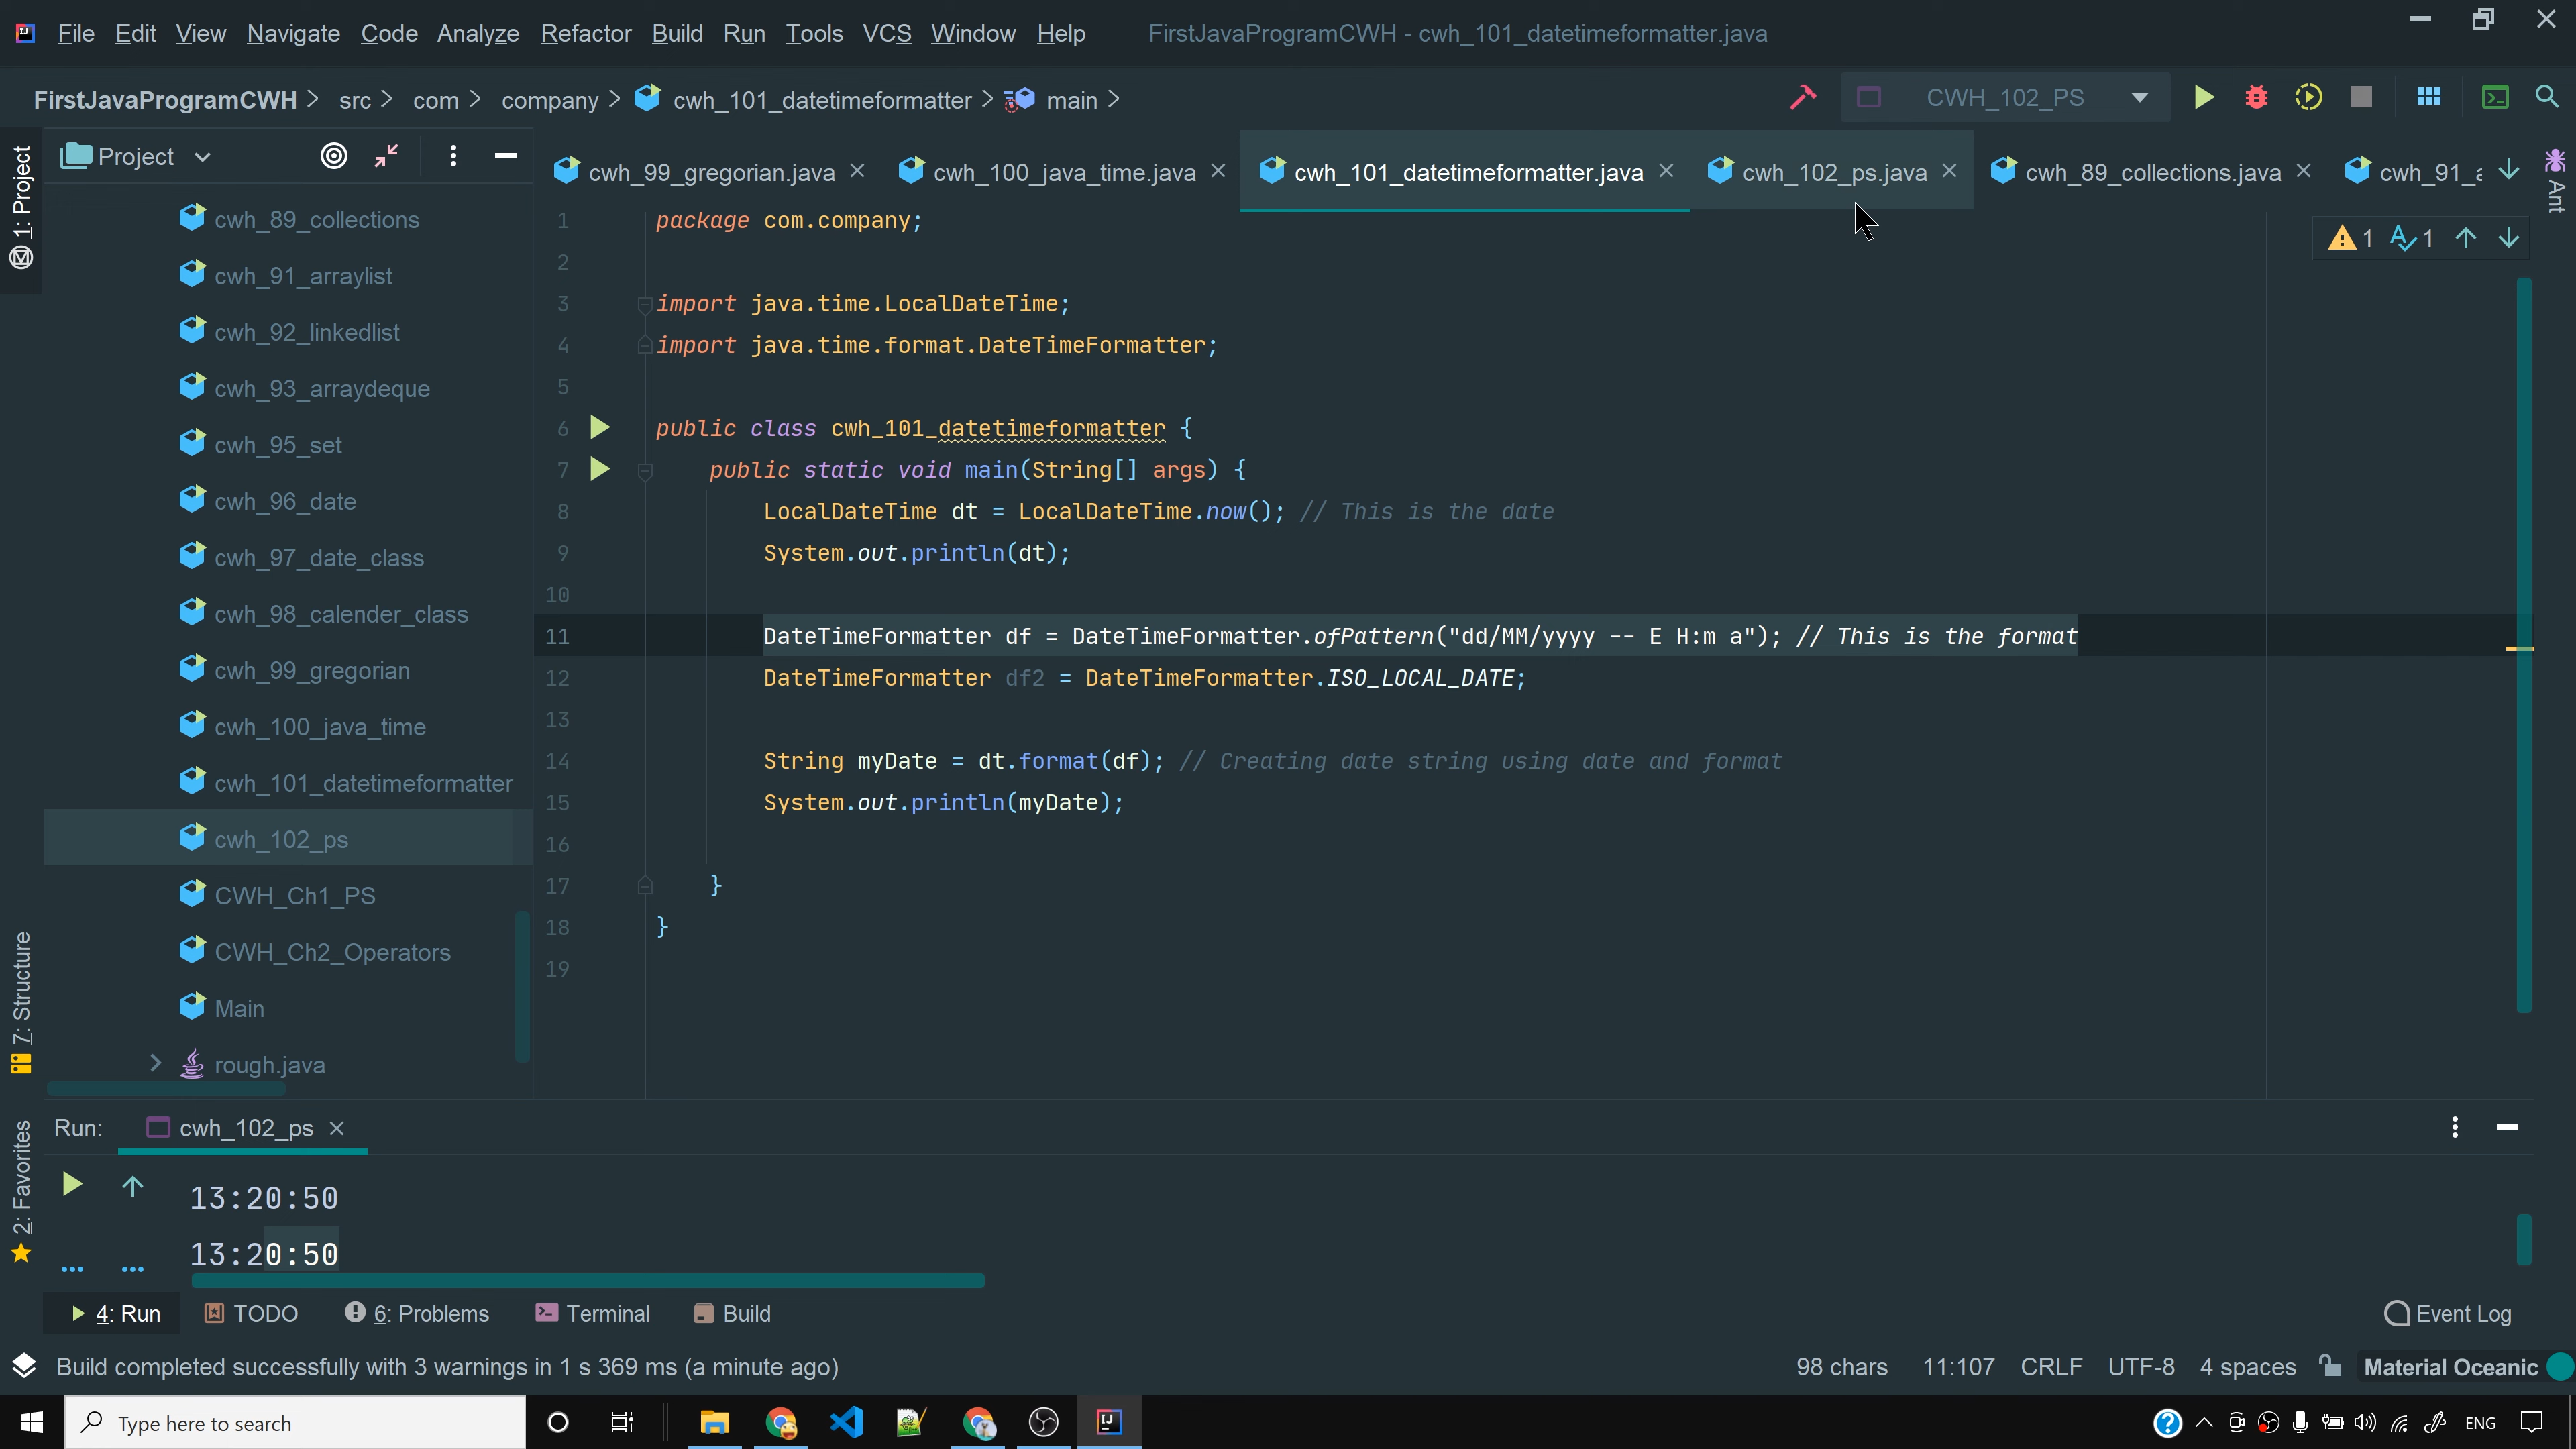 File Edit View Navigate Code Analyze Refactor Build Run Tools VCS Window Help FirstJavaProgramCWH - cwh_101_datetimeformatter.java
FirstJavaProgramCWH src com company cwh_101_datetimeformatter main CWH_102_PS
1: Project
Project
cwh_99_gregorian.java cwh_100_java_time.java cwh_101_datetimeformatter.java cwh_102_ps.java cwh_89_collections.java cwh_91_a
Ant
1 1
cwh_89_collections
cwh_91_arraylist
cwh_92_linkedlist
cwh_93_arraydeque
cwh_95_set
cwh_96_date
cwh_97_date_class
cwh_98_calender_class
cwh_99_gregorian
cwh_100_java_time
cwh_101_datetimeformatter
cwh_102_ps
CWH_Ch1_PS
CWH_Ch2_Operators
Main
rough.java
1 package com.company;
2
3 import java.time.LocalDateTime;
4 import java.time.format.DateTimeFormatter;
5
6 public class cwh_101_datetimeformatter {
7 public static void main(String[] args) {
8 LocalDateTime dt = LocalDateTime.now(); // This is the date
9 System.out.println(dt);
10
11 DateTimeFormatter df = DateTimeFormatter.ofPattern("dd/MM/yyyy -- E H:m a"); // This is the format
12 DateTimeFormatter df2 = DateTimeFormatter.ISO_LOCAL_DATE;
13
14 String myDate = dt.format(df); // Creating date string using date and format
15 System.out.println(myDate);
16
17 }
18 }
19
7: Structure
2: Favorites
Run: cwh_102_ps
13:20:50
13:20:50
4: Run TODO 6: Problems Terminal Build Event Log
Build completed successfully with 3 warnings in 1 s 369 ms (a minute ago) 98 chars 11:107 CRLF UTF-8 4 spaces Material Oceanic
Type here to search ENG